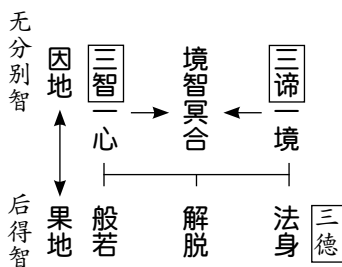 无分别智
因地
三智一心
境智冥合
三谛一境
后得智
果地
般若
解脱
法身
三德